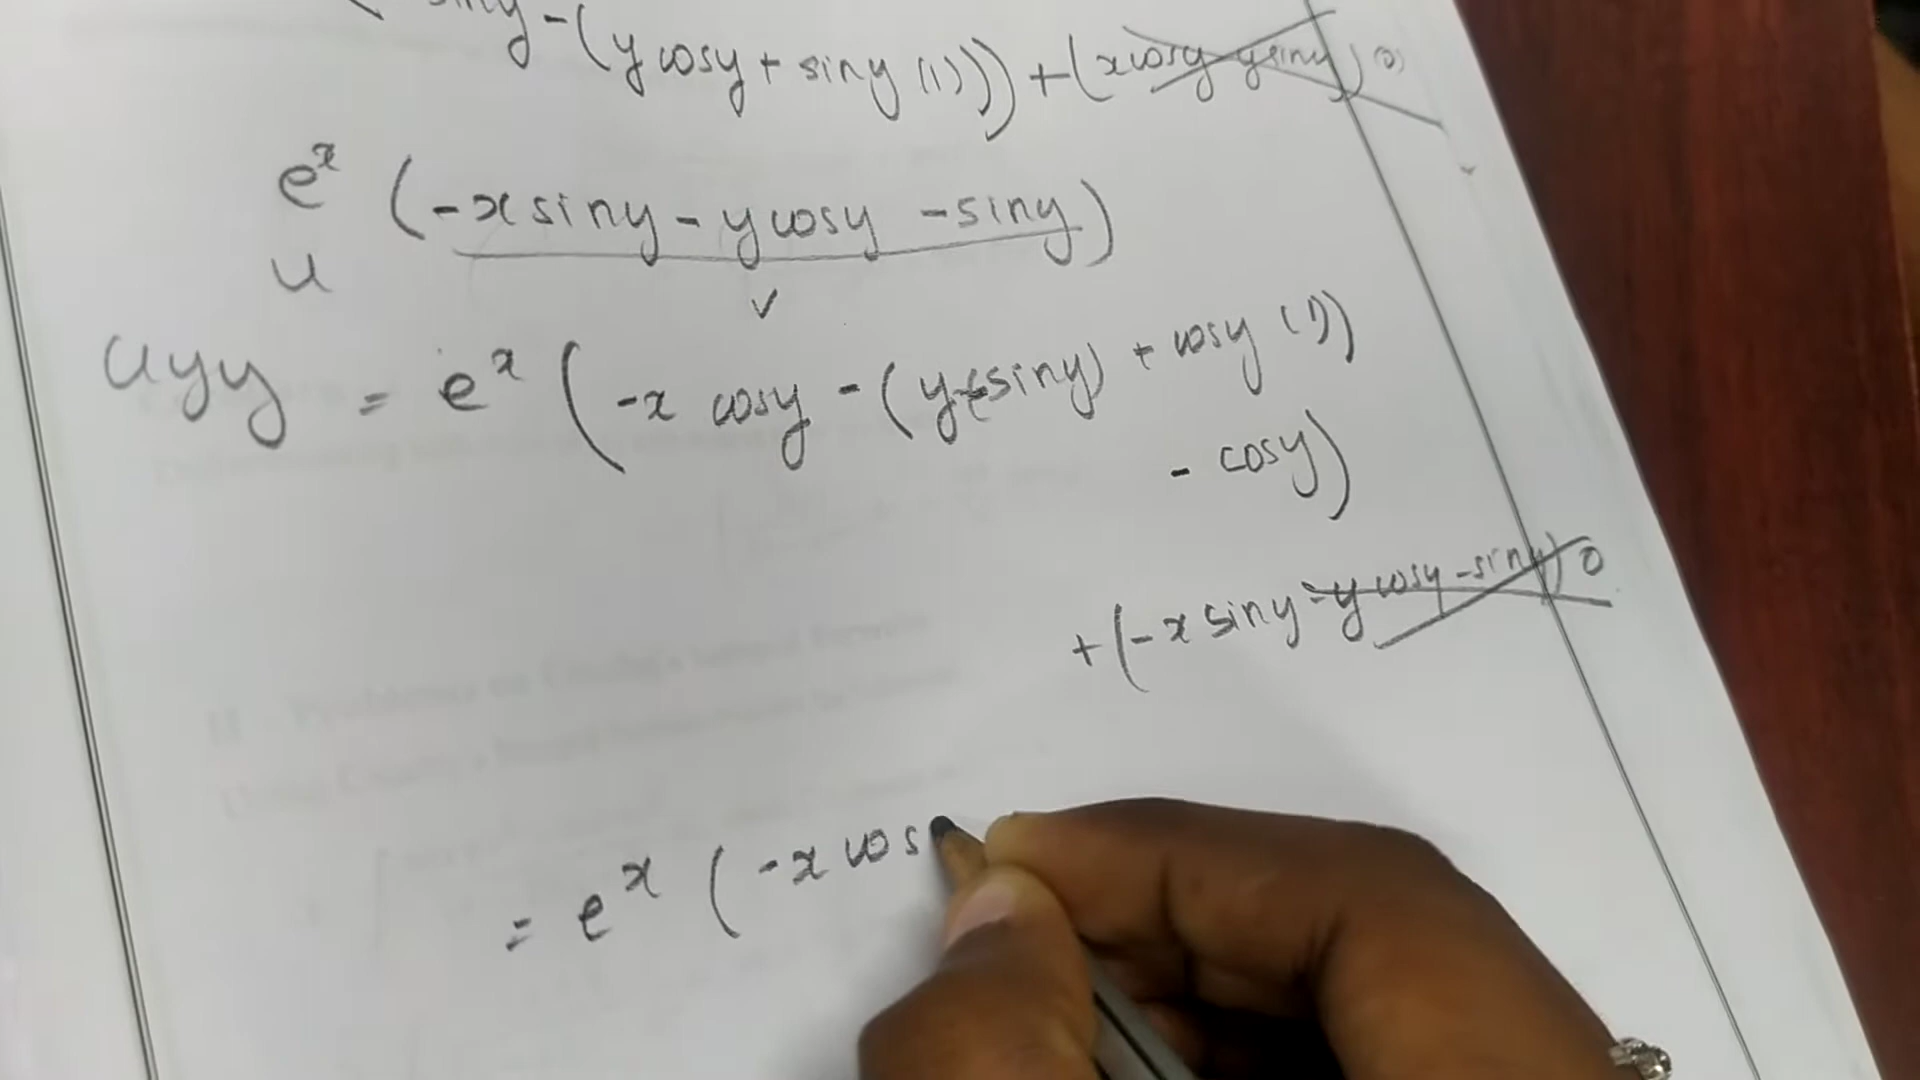 siny - (y cosy + siny (1))) + (x cosy y siny) (0)
e^x (-x siny - y cosy - siny)
u v
uyy = e^x (-x cosy - (y(-siny) + cosy (1))
- cosy)
+ (-x siny - y cosy - siny) 0
= e^x (-x cos